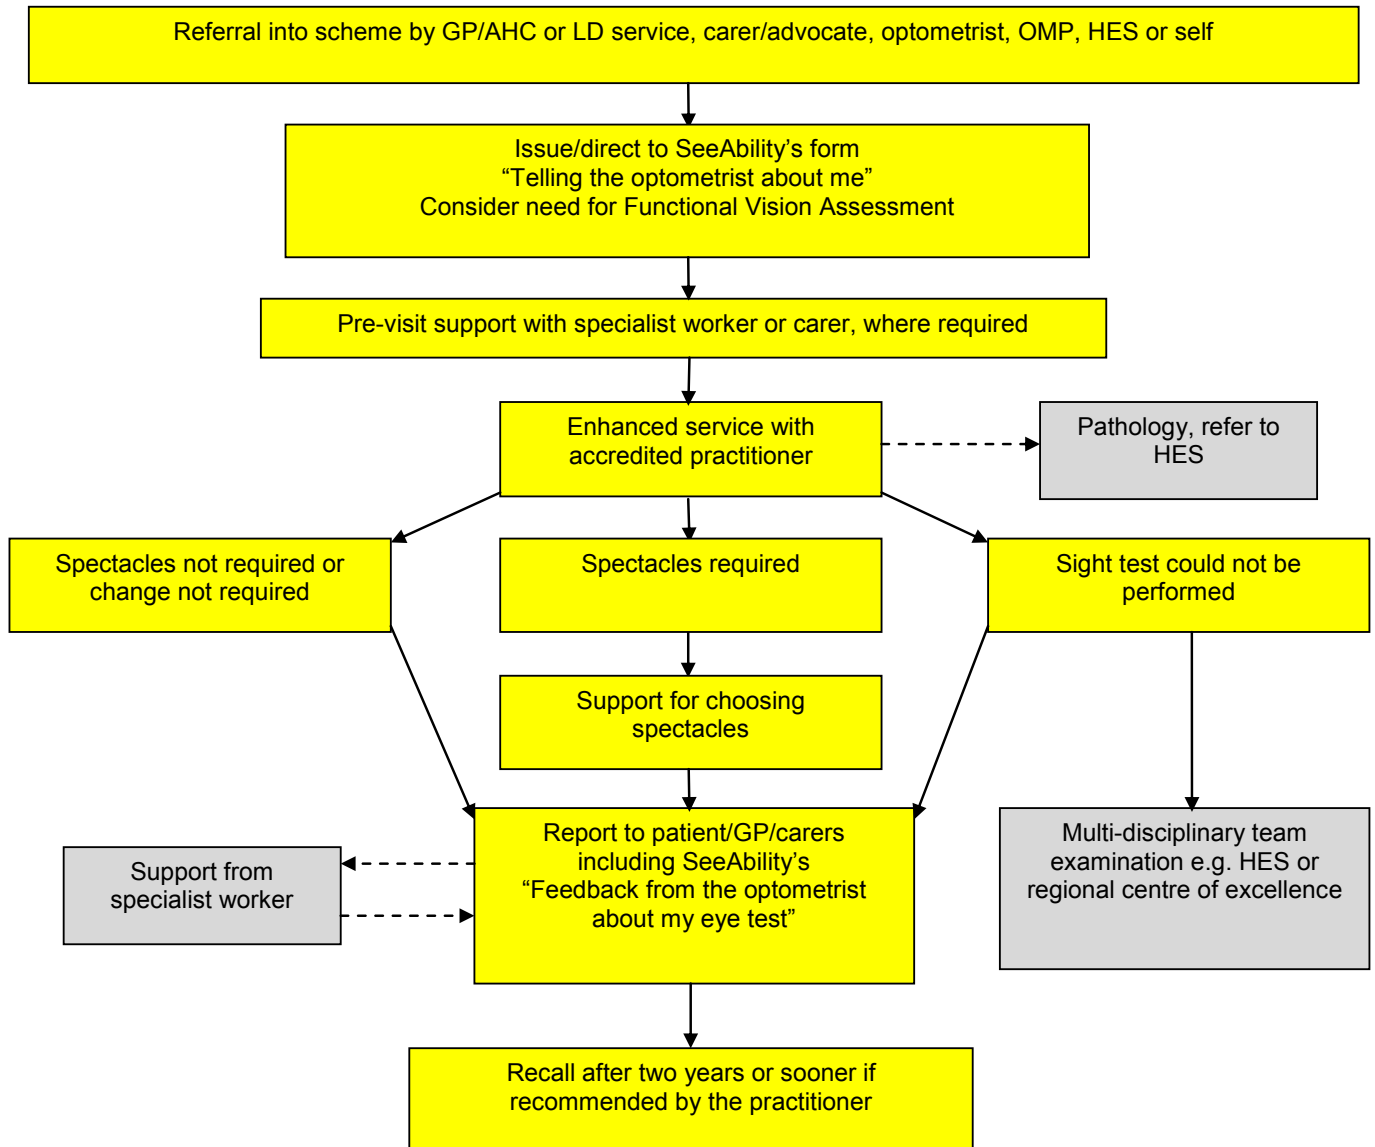 Referral into scheme by GP/AHC or LD service, carer/advocate, optometrist, OMP, HES or self
Issue/direct to SeeAbility’s form
“Telling the optometrist about me”
Consider need for Functional Vision Assessment
Pre-visit support with specialist worker or carer, where required
Enhanced service with
accredited practitioner
Pathology, refer to
HES
Spectacles not required or
change not required
Spectacles required
Sight test could not be
performed
Support for choosing
spectacles
Support from
specialist worker
Report to patient/GP/carers
including SeeAbility’s
“Feedback from the optometrist
about my eye test”
Multi-disciplinary team
examination e.g. HES or
regional centre of excellence
Recall after two years or sooner if
recommended by the practitioner